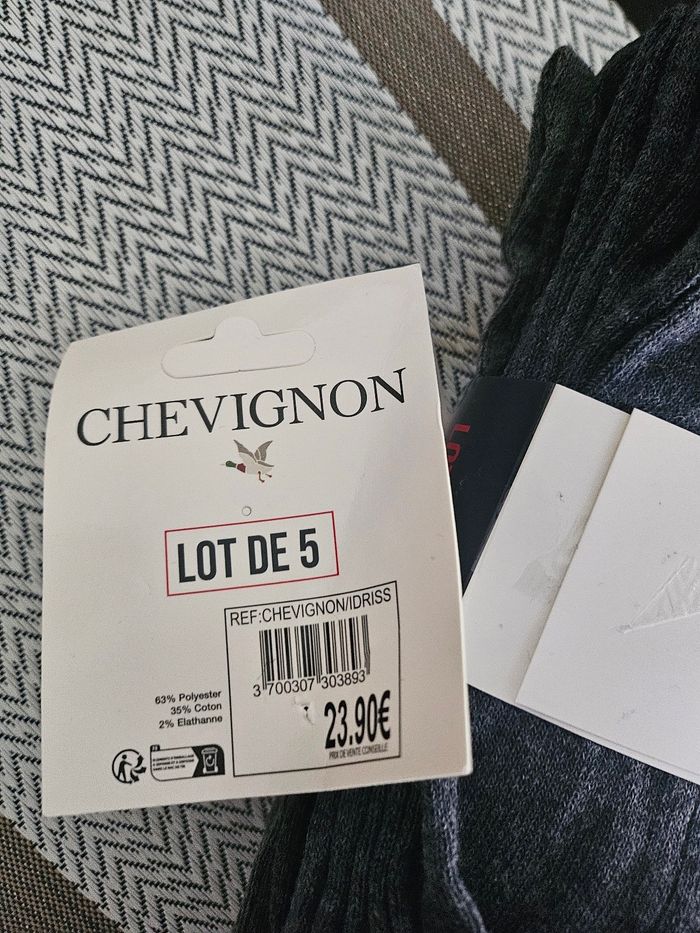 CHEVIGNON
LOT DE 5
REF:CHEVIGNON/IDRISS
3 700307 303893
63% Polyester
35% Coton
2% Elathanne
23.90€
PRIX DE VENTE CONSEILLE
FR